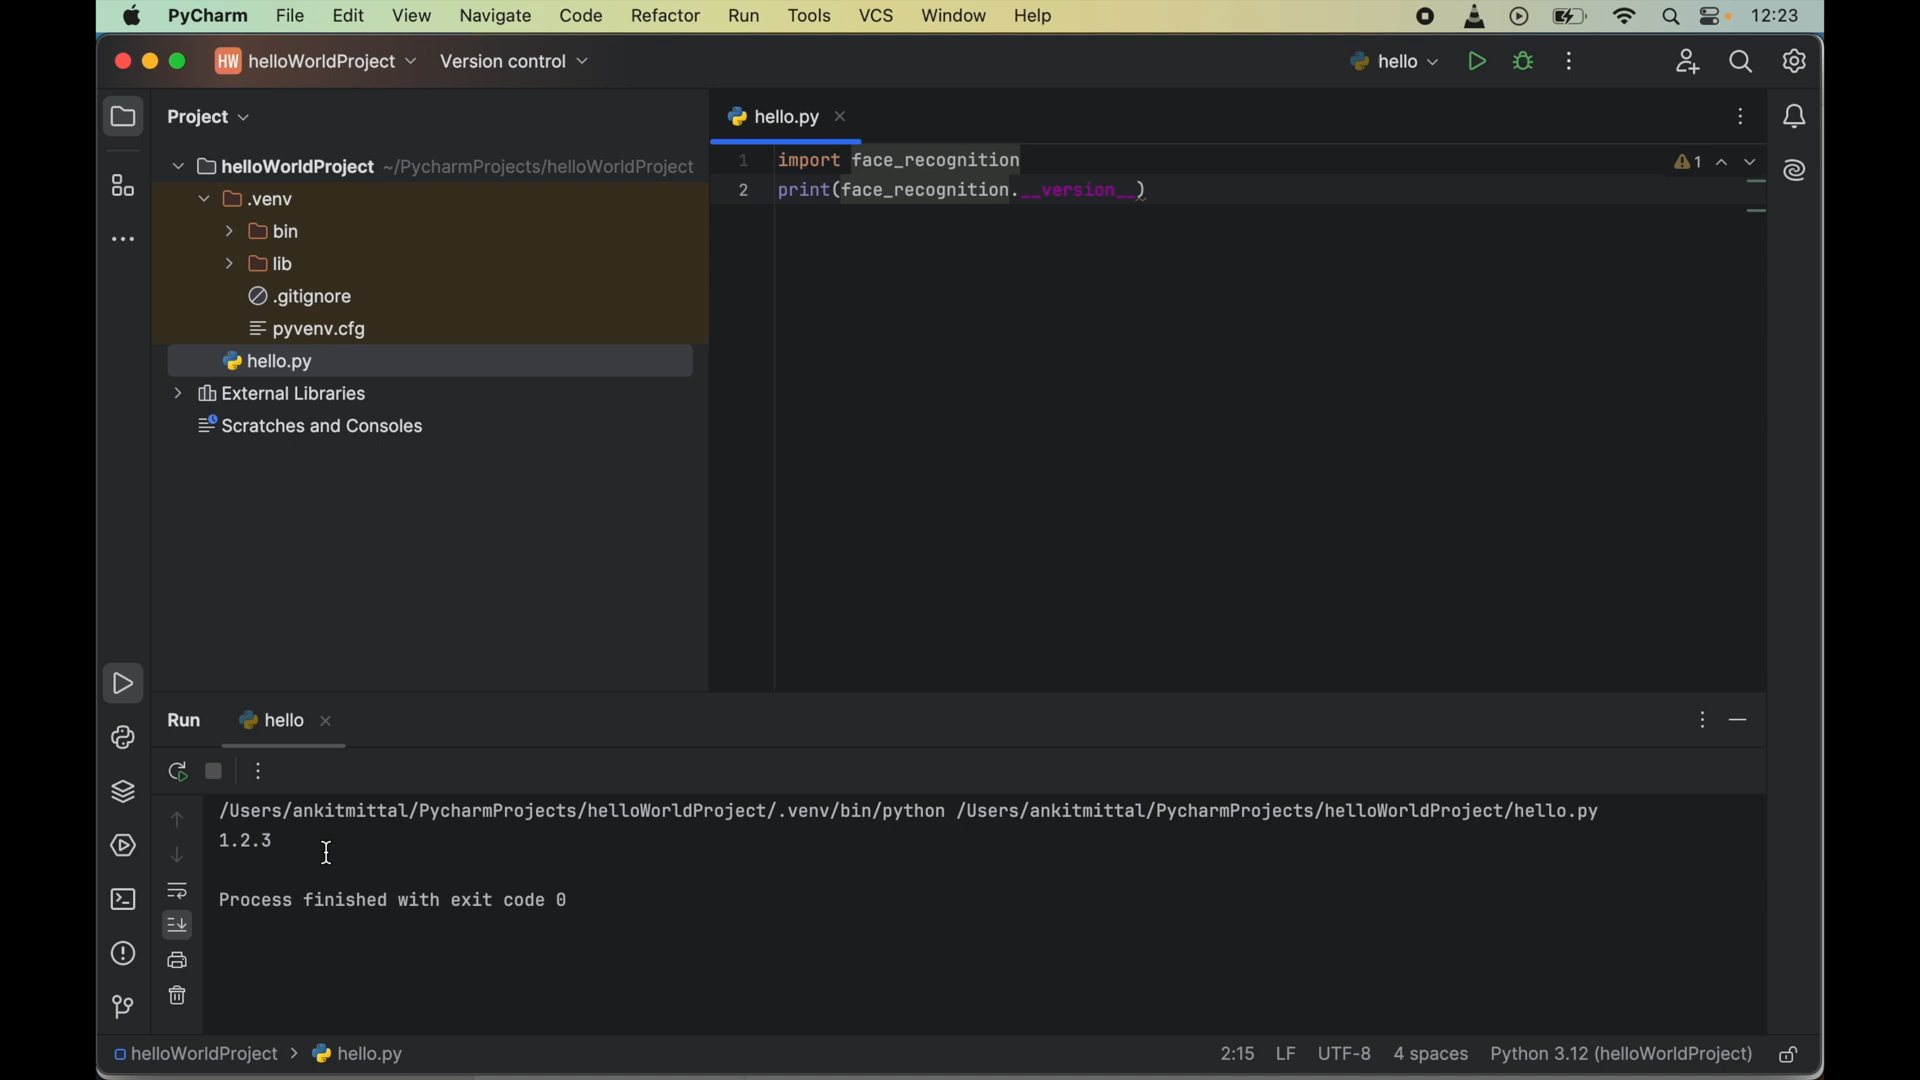 PyCharm File Edit View Navigate Code Refactor Run Tools VCS Window Help 12:23
HW helloWorldProject Version control hello
Project
hello.py
helloWorldProject ~/PycharmProjects/helloWorldProject
.venv
bin
lib
.gitignore
pyvenv.cfg
hello.py
External Libraries
Scratches and Consoles
1 import face_recognition
1
2 print(face_recognition.__version__)
Run hello
/Users/ankitmittal/PycharmProjects/helloWorldProject/.venv/bin/python /Users/ankitmittal/PycharmProjects/helloWorldProject/hello.py
1.2.3
Process finished with exit code 0
helloWorldProject > hello.py 2:15 LF UTF-8 4 spaces Python 3.12 (helloWorldProject)